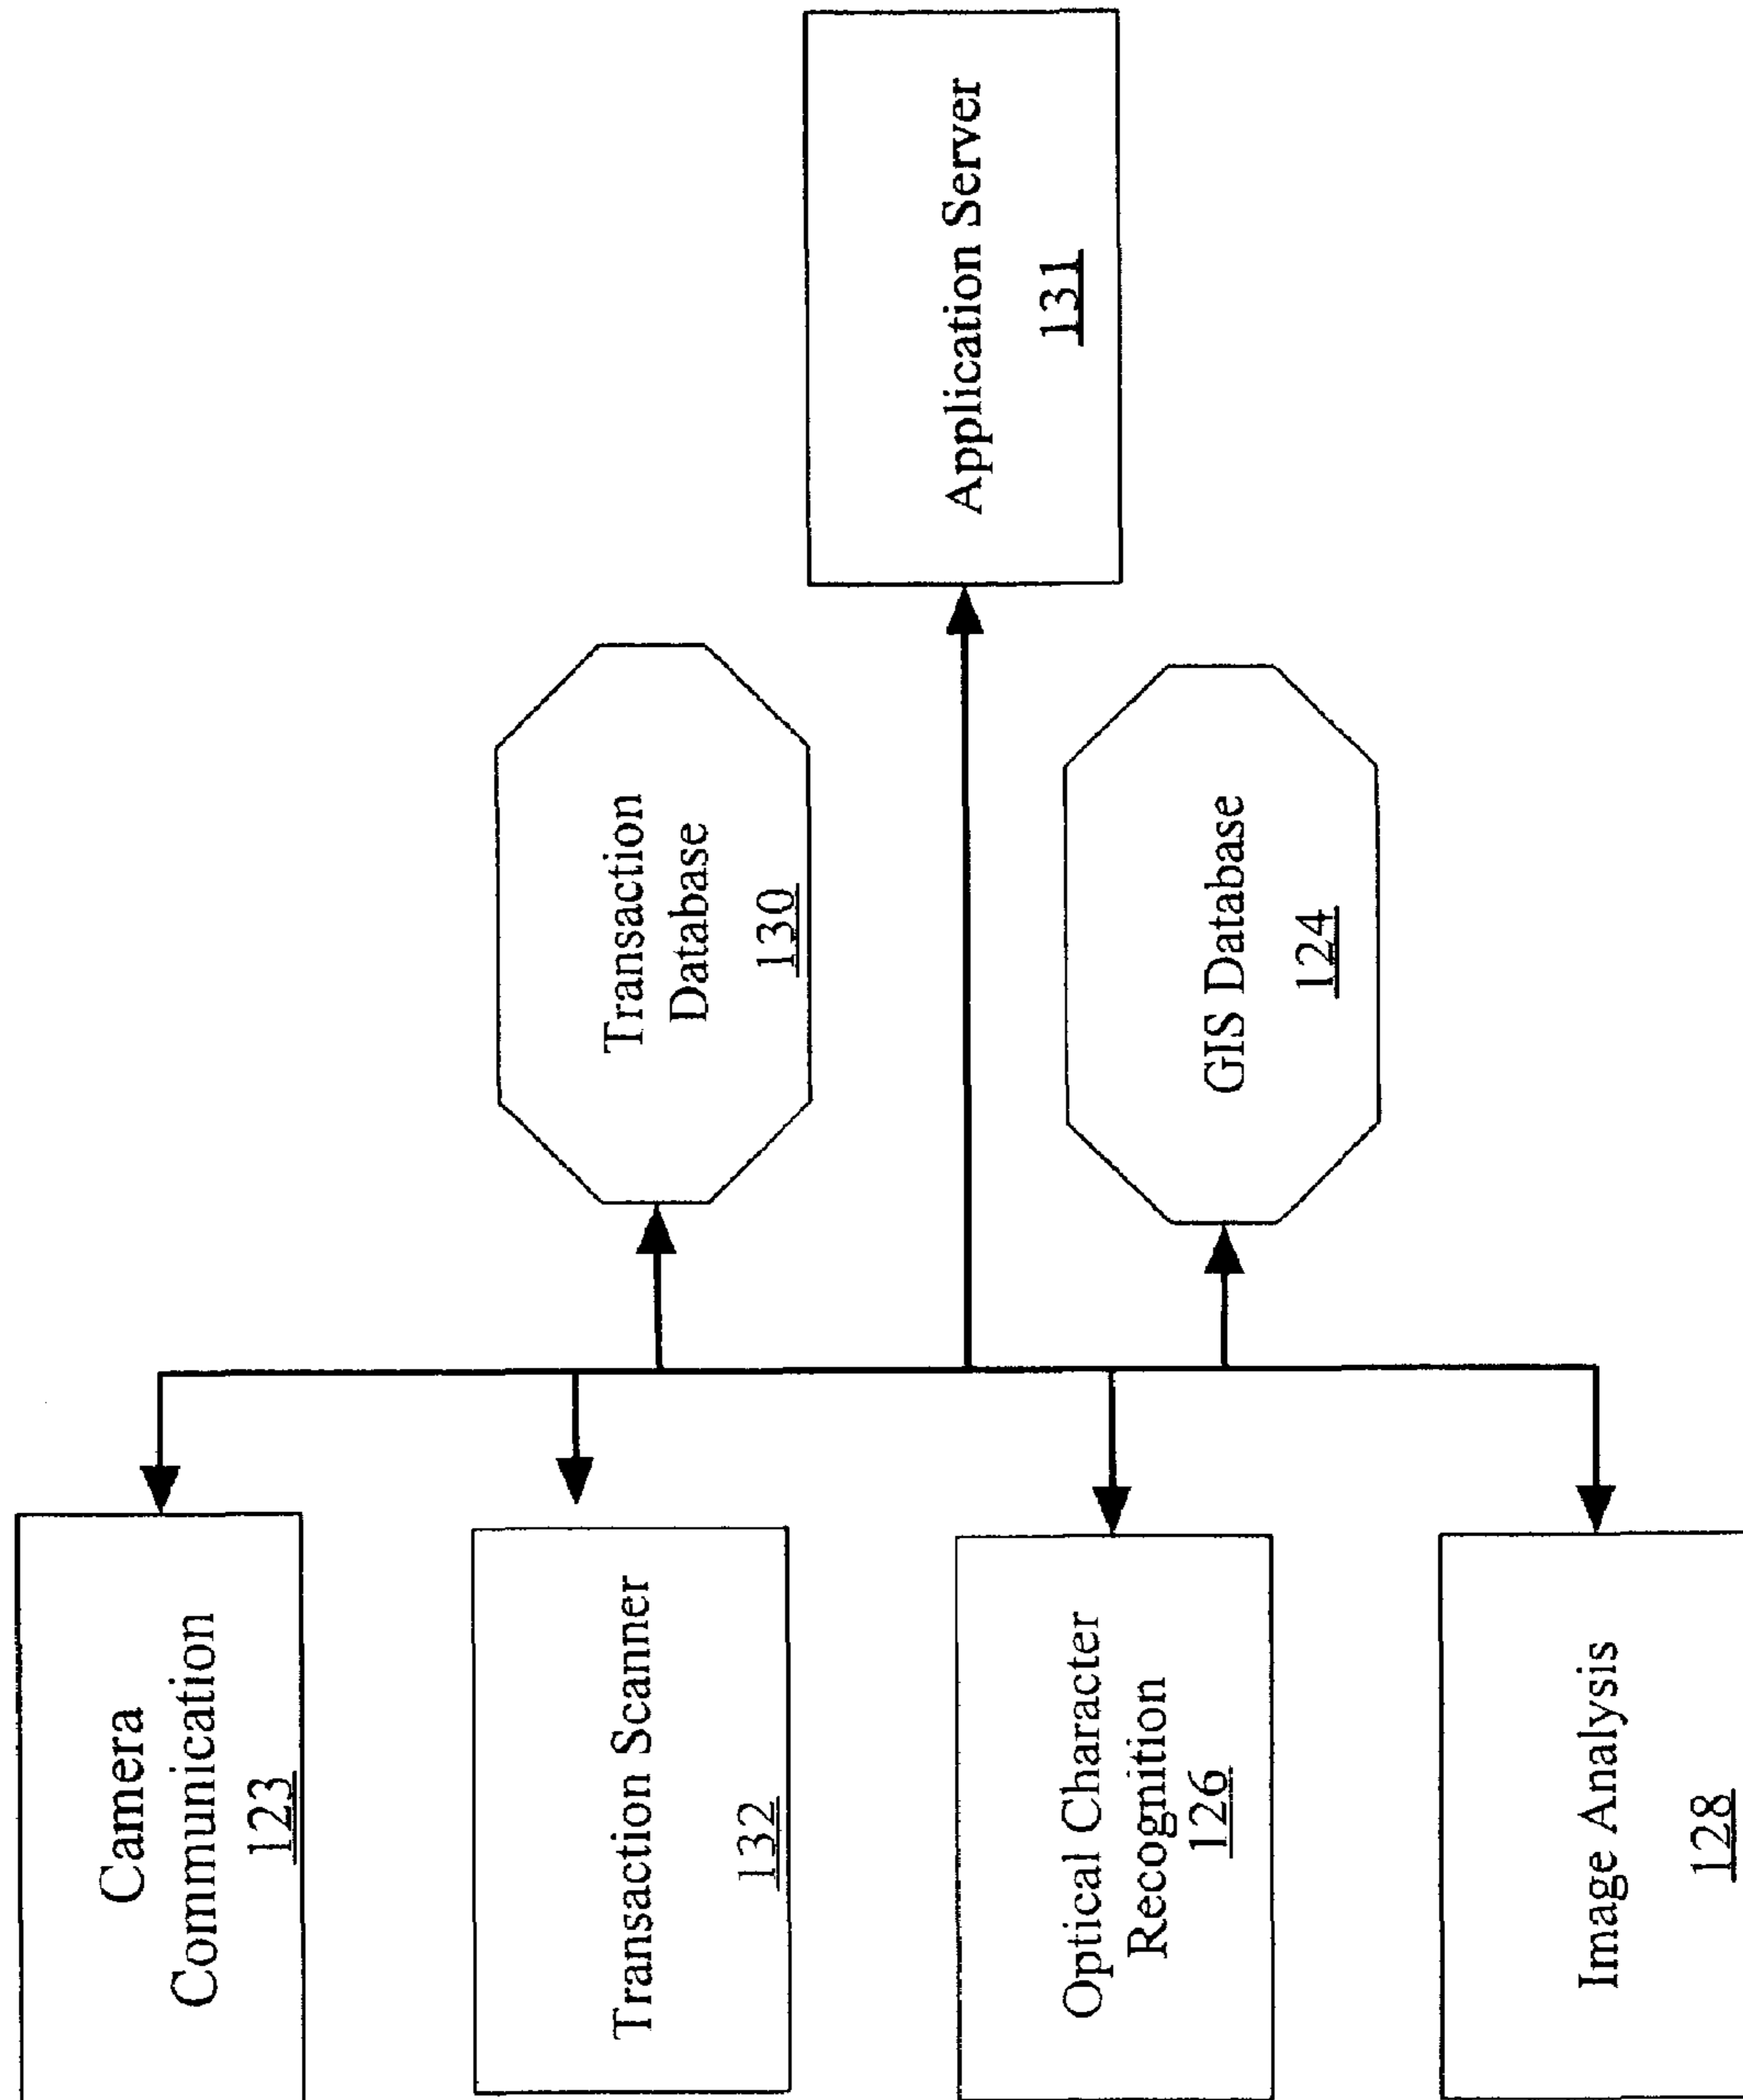 Camera
Communication
123
Transaction Scanner
132
Optical Character
Recognition
126
Image Analysis
128
Transaction
Database
130
GIS Database
124
Application Server
131